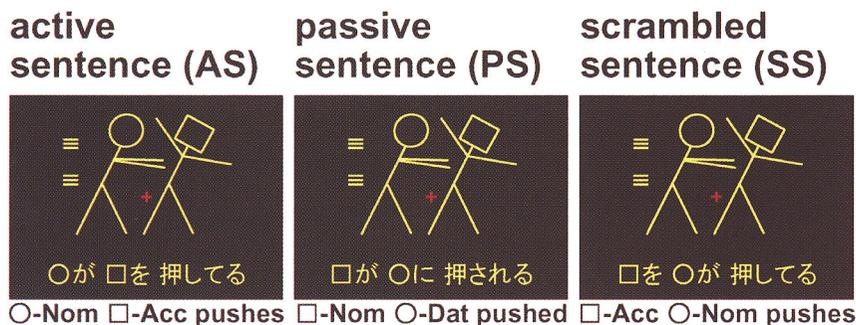 active
sentence (AS)
passive
sentence (PS)
scrambled
sentence (SS)
○が □を 押してる
□が ○に 押される
□を ○が 押してる
○-Nom □-Acc pushes
□-Nom ○-Dat pushed
□-Acc ○-Nom pushes